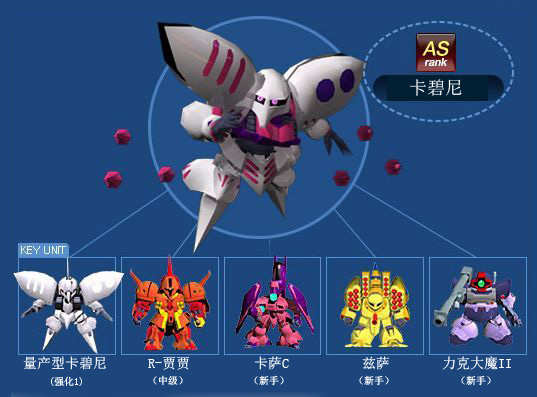 AS
rank
卡碧尼
KEY UNIT
量产型卡碧尼
(强化1)
R-贾贾
(中级)
卡萨C
(新手)
兹萨
(新手)
力克大魔II
(新手)